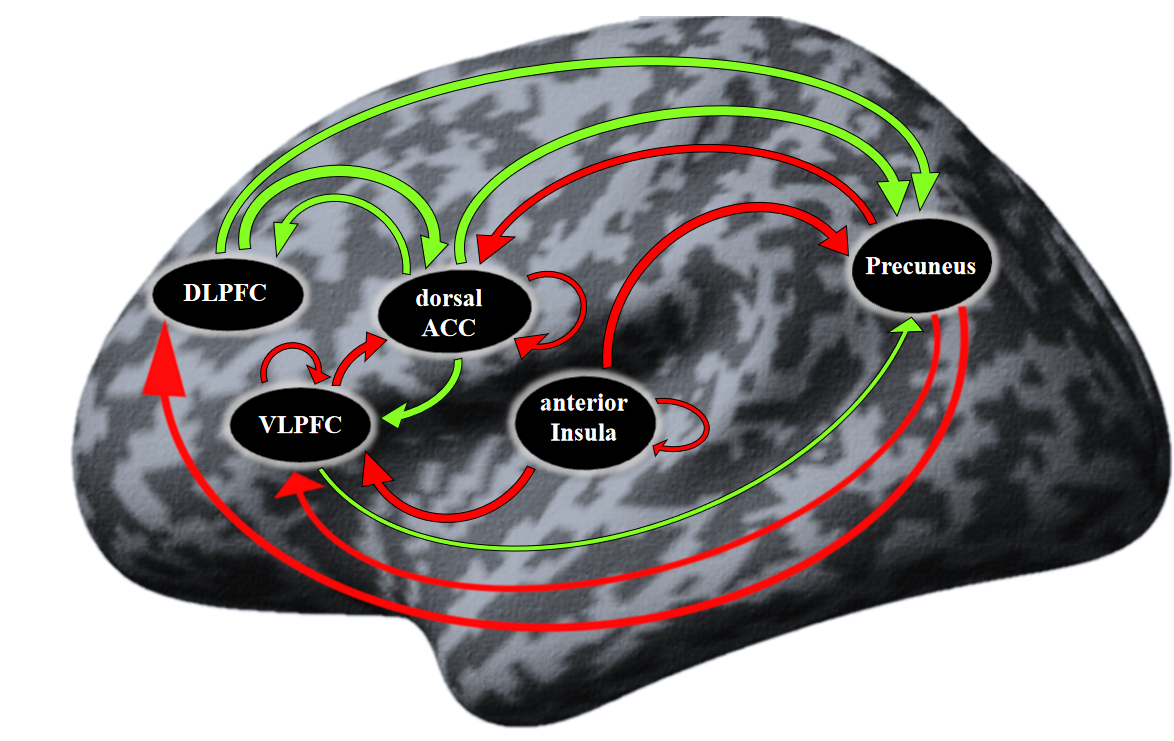 Precuneus
DLPFC
dorsal
ACC
anterior
Insula
VLPFC